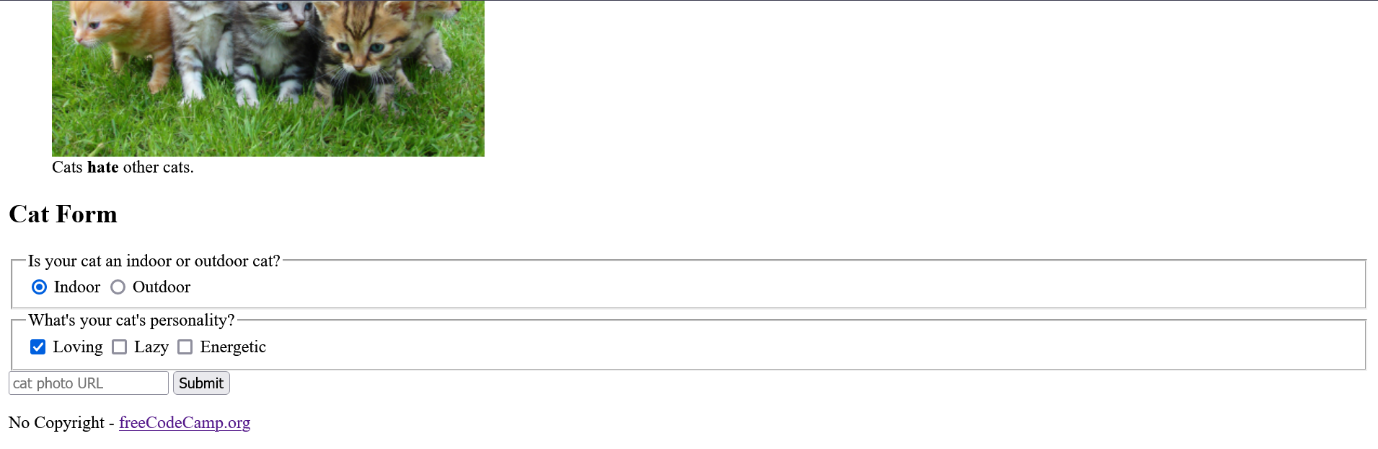 Cats hate other cats.
Cat Form
Is your cat an indoor or outdoor cat?
Indoor Outdoor
What's your cat's personality?
Loving Lazy Energetic
cat photo URL Submit
No Copyright - freeCodeCamp.org